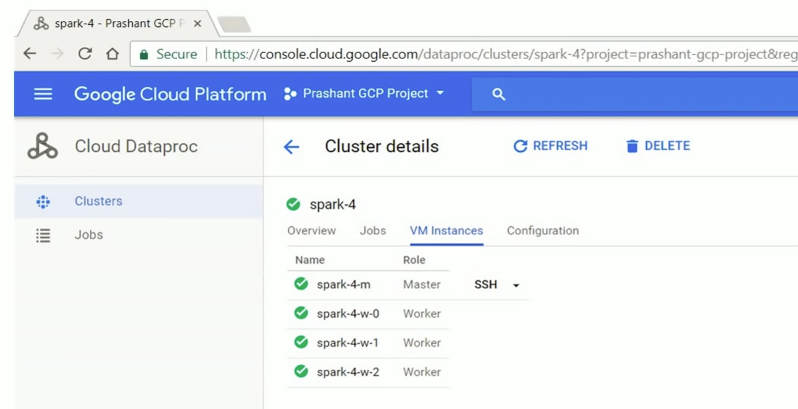 spark-4 - Prashant GCP P
Secure https://console.cloud.google.com/dataproc/clusters/spark-4?project=prashant-gcp-project&reg
Google Cloud Platform Prashant GCP Project
Cloud Dataproc Cluster details REFRESH DELETE
Clusters
Jobs
spark-4
Overview Jobs VM Instances Configuration
Name Role
spark-4-m Master SSH
spark-4-w-0 Worker
spark-4-w-1 Worker
spark-4-w-2 Worker